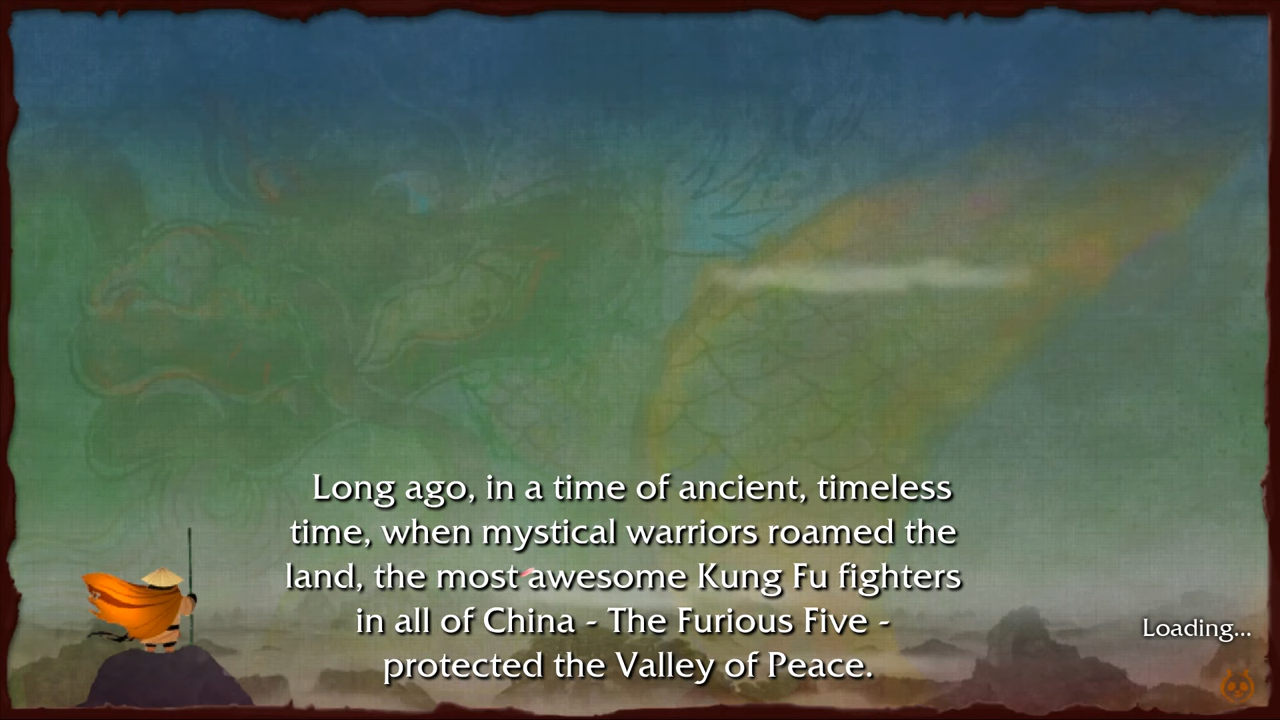 Long ago, in a time of ancient, timeless
time, when mystical warriors roamed the
land, the most awesome Kung Fu fighters
in all of China - The Furious Five -
protected the Valley of Peace.
Loading...